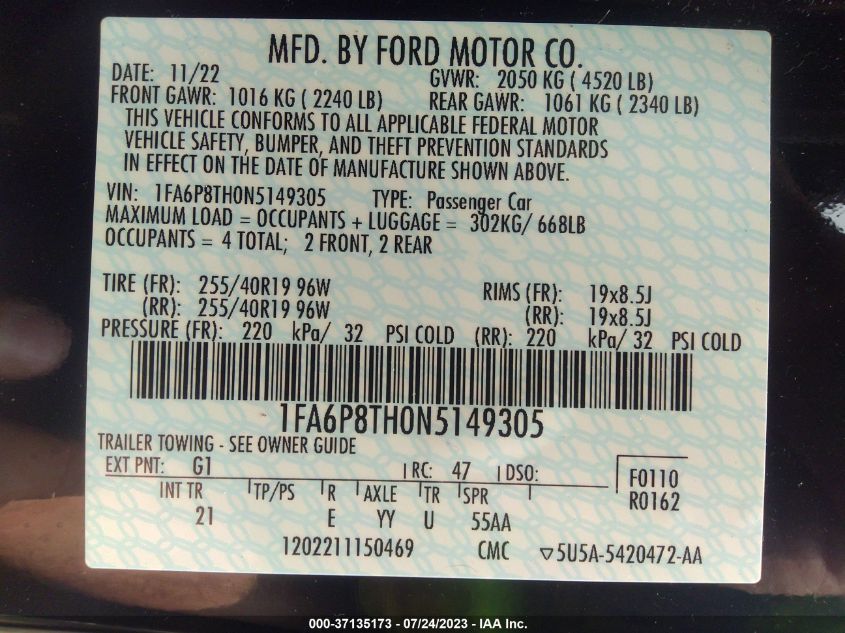 MFD. BY FORD MOTOR CO.
DATE: 11/22 GVWR: 2050 KG ( 4520 LB)
FRONT GAWR: 1016 KG ( 2240 LB) REAR GAWR: 1061 KG ( 2340 LB)
THIS VEHICLE CONFORMS TO ALL APPLICABLE FEDERAL MOTOR
VEHICLE SAFETY, BUMPER, AND THEFT PREVENTION STANDARDS
IN EFFECT ON THE DATE OF MANUFACTURE SHOWN ABOVE.
VIN: 1FA6P8TH0N5149305 TYPE: Passenger Car
MAXIMUM LOAD = OCCUPANTS + LUGGAGE = 302KG/ 668LB
OCCUPANTS = 4 TOTAL; 2 FRONT, 2 REAR
TIRE (FR): 255/40R19 96W RIMS (FR): 19x8.5J
(RR): 255/40R19 96W (RR): 19x8.5J
PRESSURE (FR): 220 kPa/ 32 PSI COLD (RR): 220 kPa/ 32 PSI COLD
1FA6P8TH0N5149305
TRAILER TOWING - SEE OWNER GUIDE
EXT PNT: G1 RC: 47 DSO: F0110
R0162
INT TR TP/PS R AXLE TR SPR
21 E YY U 55AA
1202211150469 CMC ▽5U5A-5420472-AA
000-37135173 - 07/24/2023 - IAA Inc.